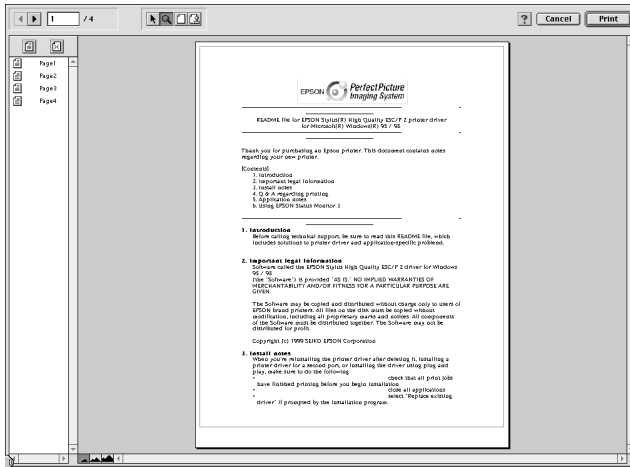 1 / 4
? Cancel Print
Page1
Page2
Page3
Page4
EPSON PerfectPicture
Imaging System
README file for EPSON Stylus(R) High Quality ESC/P 2 printer driver
for Microsoft(R) Windows(R) 95 / 98
Thank you for purchasing an Epson printer. This document contains notes
regarding your new printer.
[Contents]
1. Introduction
2. Important legal information
3. Install notes
4. Q & A regarding printing
5. Application notes
6. Using EPSON Status Monitor 3
1. Introduction
Before calling technical support, be sure to read this README file, which
includes solutions to printer driver and application-specific problems.
2. Important legal information
Software called the EPSON Stylus High Quality ESC/P 2 driver for Windows
95 / 98
(the "Software") is provided "AS IS." NO IMPLIED WARRANTIES OF
MERCHANTABILITY AND/OR FITNESS FOR A PARTICULAR PURPOSE ARE
GIVEN.
The Software may be copied and distributed without charge only to users of
EPSON brand printers. All files on the disk must be copied without
modification, including all proprietary marks and notices. All components
of the Software must be distributed together. The Software may not be
distributed for profit.
Copyright (c) 1999 SEIKO EPSON Corporation
3. Install notes
When you're reinstalling the printer driver after deleting it, installing a
printer driver for a second port, or installing the driver using plug and
play, make sure to do the following
• check that all print jobs
have finished printing before you begin installation
• close all applications
• select "Replace existing
driver" if prompted by the installation program.